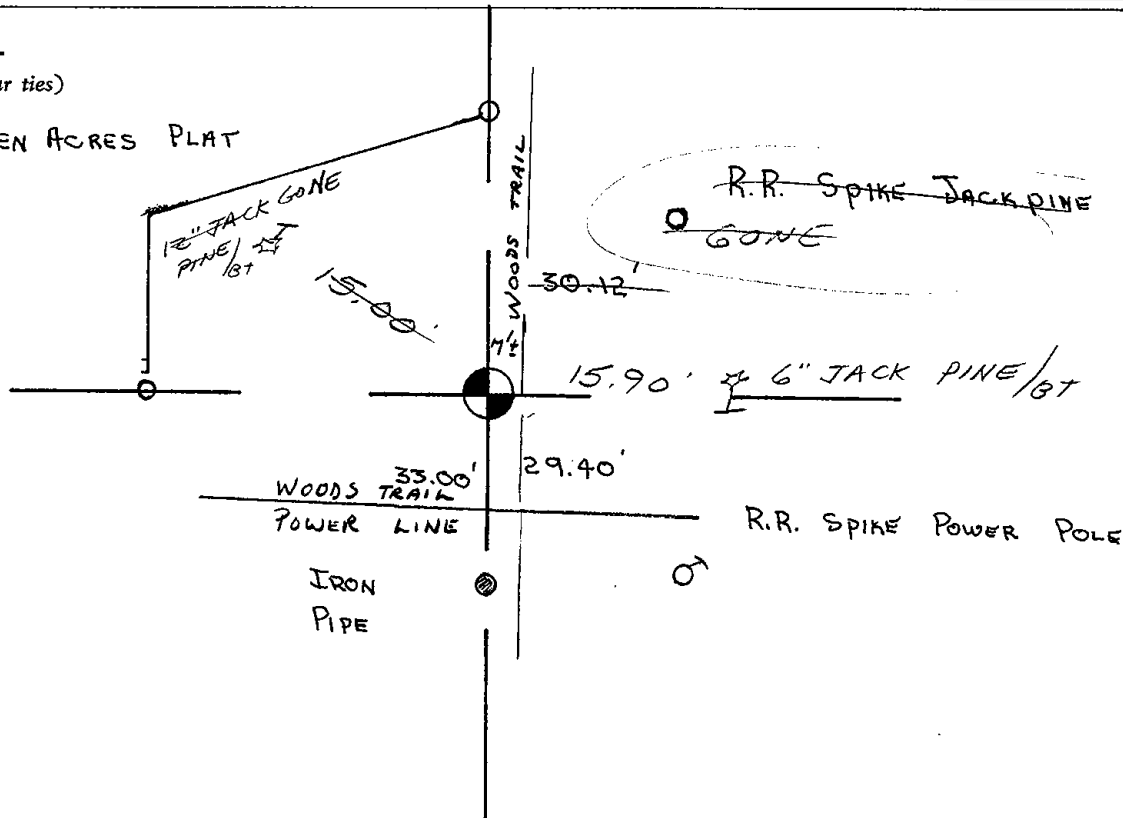 ties)
ACRES PLAT
12" JACK GONE
PINE/BT
15.00'
WOODS TRAIL
R.R. SPIKE JACKPINE
GONE
30.12'
15.90' 6" JACK PINE/BT
33.00'
29.40'
WOODS TRAIL
POWER LINE
R.R. SPIKE POWER POLE
IRON
PIPE